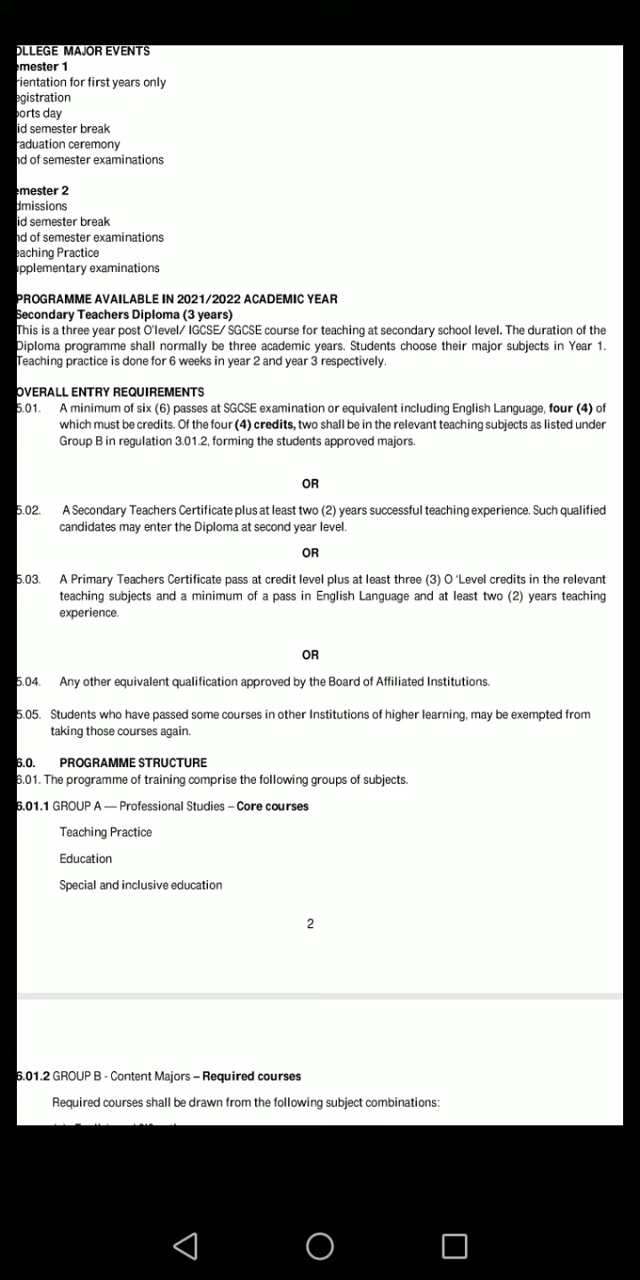 OLLEGE MAJOR EVENTS
emester 1
rientation for first years only
egistration
ports day
id semester break
raduation ceremony
nd of semester examinations
emester 2
dmissions
id semester break
nd of semester examinations
eaching Practice
upplementary examinations
PROGRAMME AVAILABLE IN 2021/2022 ACADEMIC YEAR
Secondary Teachers Diploma (3 years)
This is a three year post O'level/ IGCSE/ SGCSE course for teaching at secondary school level. The duration of the
Diploma programme shall normally be three academic years. Students choose their major subjects in Year 1.
Teaching practice is done for 6 weeks in year 2 and year 3 respectively.
OVERALL ENTRY REQUIREMENTS
5.01. A minimum of six (6) passes at SGCSE examination or equivalent including English Language, four (4) of
which must be credits. Of the four (4) credits, two shall be in the relevant teaching subjects as listed under
Group B in regulation 3.01.2, forming the students approved majors.
OR
5.02. A Secondary Teachers Certificate plus at least two (2) years successful teaching experience. Such qualified
candidates may enter the Diploma at second year level.
OR
5.03. A Primary Teachers Certificate pass at credit level plus at least three (3) O 'Level credits in the relevant
teaching subjects and a minimum of a pass in English Language and at least two (2) years teaching
experience.
OR
5.04. Any other equivalent qualification approved by the Board of Affiliated Institutions.
5.05. Students who have passed some courses in other Institutions of higher learning, may be exempted from
taking those courses again.
6.0. PROGRAMME STRUCTURE
6.01. The programme of training comprise the following groups of subjects.
6.01.1 GROUP A — Professional Studies – Core courses
Teaching Practice
Education
Special and inclusive education
2
6.01.2 GROUP B - Content Majors – Required courses
Required courses shall be drawn from the following subject combinations: